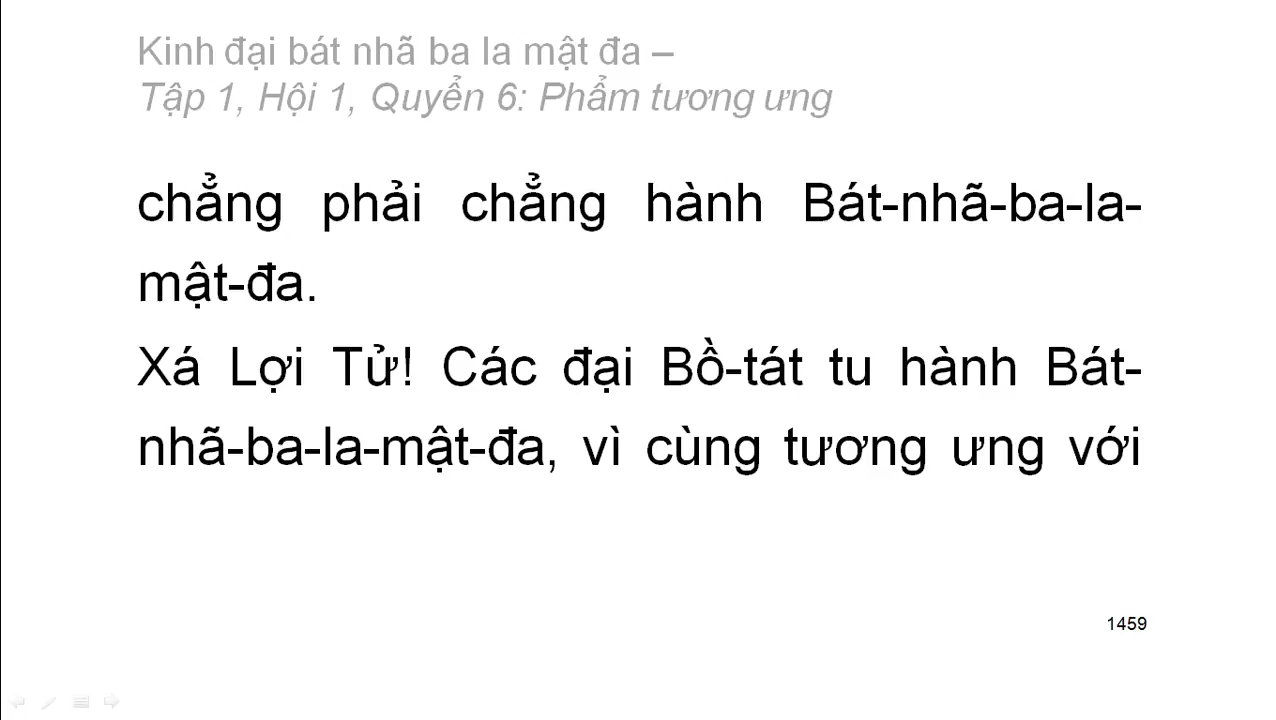 Kinh đại bát nhã ba la mật đa –
Tập 1, Hội 1, Quyển 6: Phẩm tương ưng
chẳng phải chẳng hành Bát-nhã-ba-la-
mật-đa.
Xá Lợi Tử! Các đại Bồ-tát tu hành Bát-
nhã-ba-la-mật-đa, vì cùng tương ưng với
1459